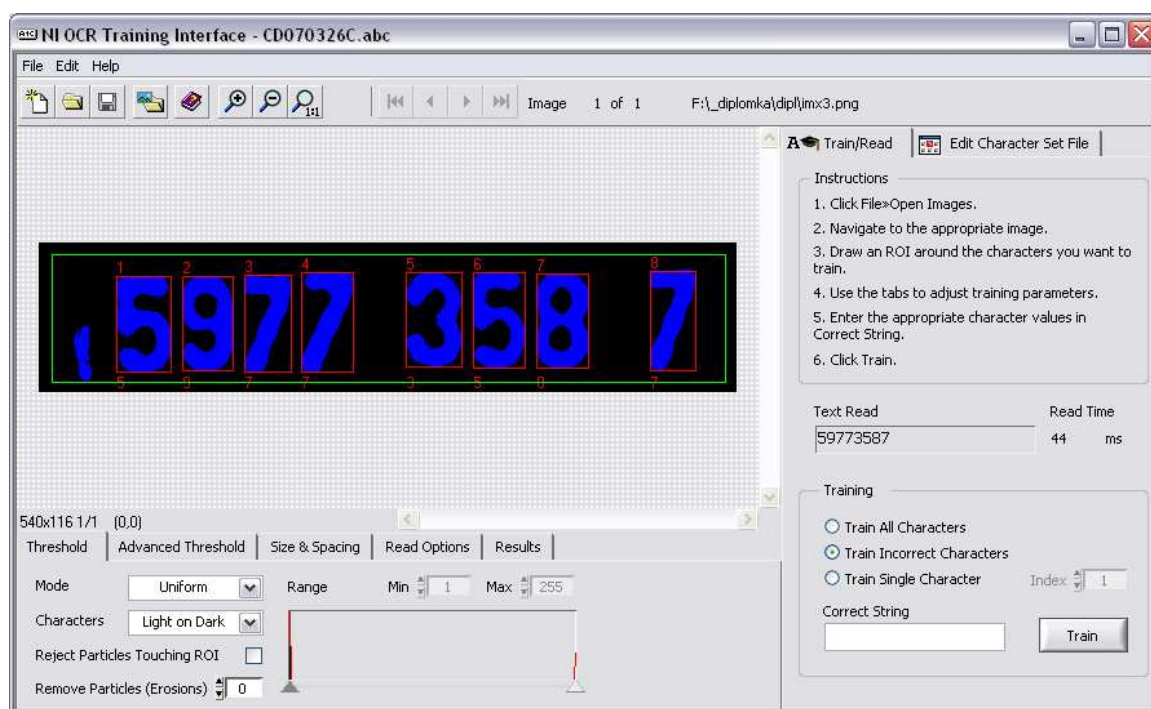 NI OCR Training Interface - CD070326C.abc
File Edit Help
1:1 Image 1 of 1 F:\_diplomka\dipl\imx3.png
Train/Read Edit Character Set File
Instructions
1. Click File»Open Images.
2. Navigate to the appropriate image.
3. Draw an ROI around the characters you want to
train.
4. Use the tabs to adjust training parameters.
5. Enter the appropriate character values in
Correct String.
6. Click Train.
1 2 3 4 5 6 7 8
5977 358 7
5 9 7 7 3 5 8 7
Text Read Read Time
59773587 44 ms
540x116 1/1 (0,0)
Threshold Advanced Threshold Size & Spacing Read Options Results
Mode Uniform Range Min 1 Max 255
Characters Light on Dark
Reject Particles Touching ROI
Remove Particles (Erosions) 0
Training
Train All Characters
Train Incorrect Characters
Train Single Character Index 1
Correct String
Train